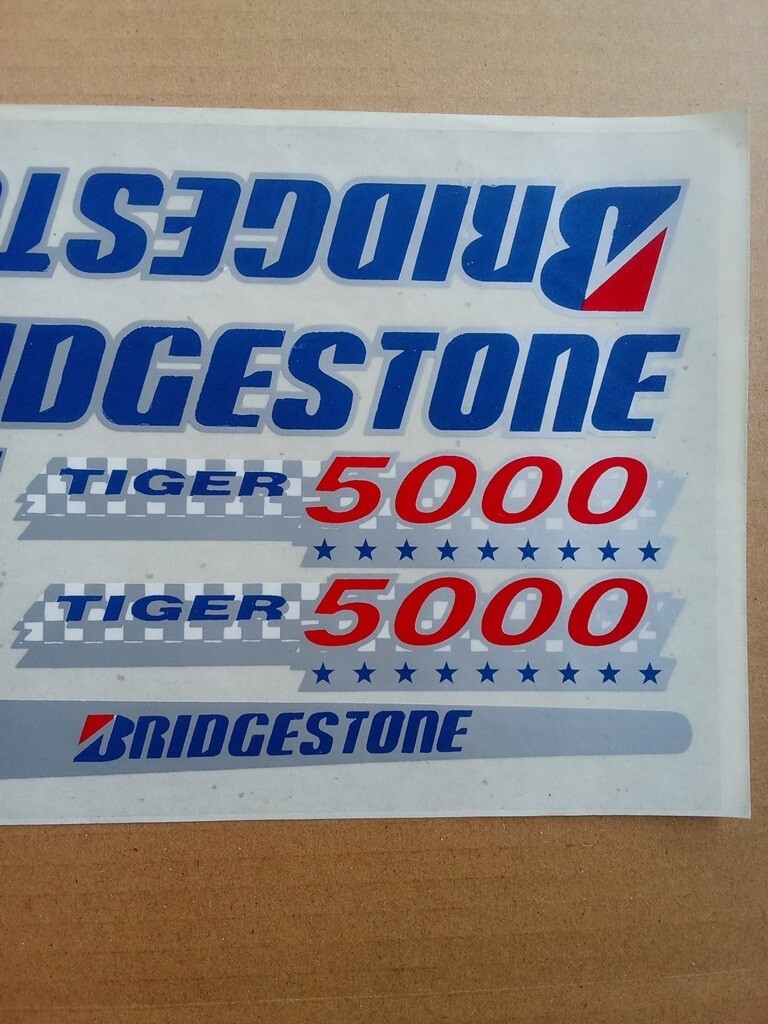 BRIDGEST
IDGESTONE
TIGER 5000
TIGER 5000
BRIDGESTONE